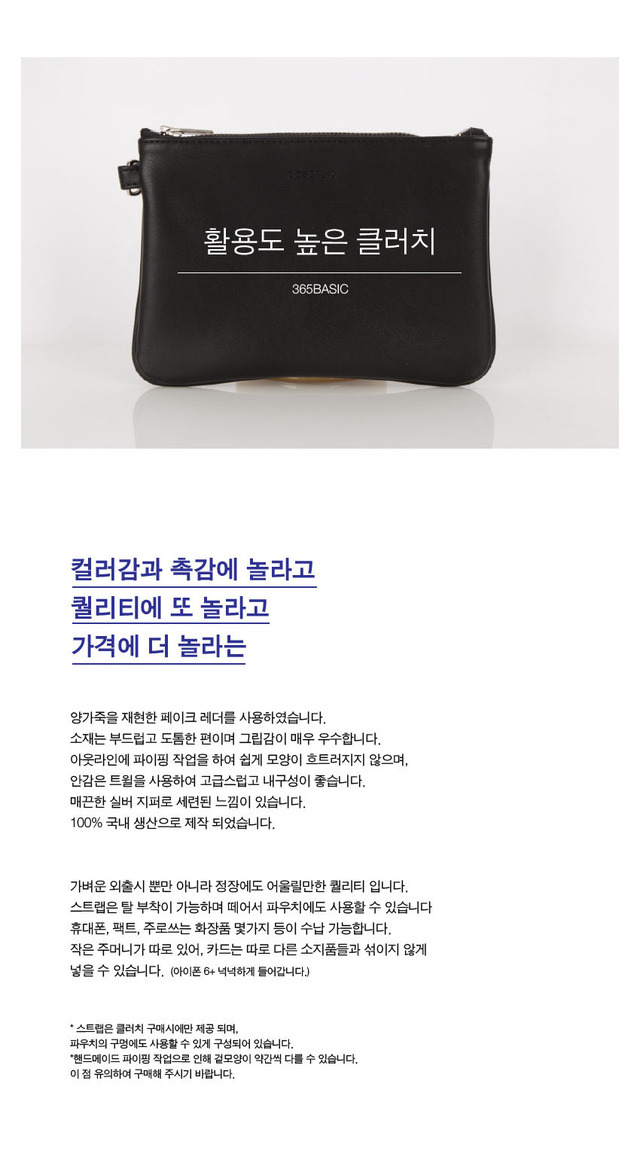 활용도 높은 클러치
365BASIC
컬러감과 촉감에 놀라고
퀄리티에 또 놀라고
가격에 더 놀라는
양가죽을 재현한 페이크 레더를 사용하였습니다.
소재는 부드럽고 도톰한 편이며 그립감이 매우 우수합니다.
아웃라인에 파이핑 작업을 하여 쉽게 모양이 흐트러지지 않으며,
안감은 트윌을 사용하여 고급스럽고 내구성이 좋습니다.
매끈한 실버 지퍼로 세련된 느낌이 있습니다.
100% 국내 생산으로 제작 되었습니다.
가벼운 외출시 뿐만 아니라 정장에도 어울릴만한 퀄리티 입니다.
스트랩은 탈 부착이 가능하며 떼어서 파우치에도 사용할 수 있습니다
휴대폰, 팩트, 주로쓰는 화장품 몇가지 등이 수납 가능합니다.
작은 주머니가 따로 있어, 카드는 따로 다른 소지품들과 섞이지 않게
넣을 수 있습니다. (아이폰 6+ 넉넉하게 들어갑니다.)
* 스트랩은 클러치 구매시에만 제공 되며,
파우치의 구멍에도 사용할 수 있게 구성되어 있습니다.
*핸드메이드 파이핑 작업으로 인해 겉모양이 약간씩 다를 수 있습니다.
이 점 유의하여 구매해 주시기 바랍니다.